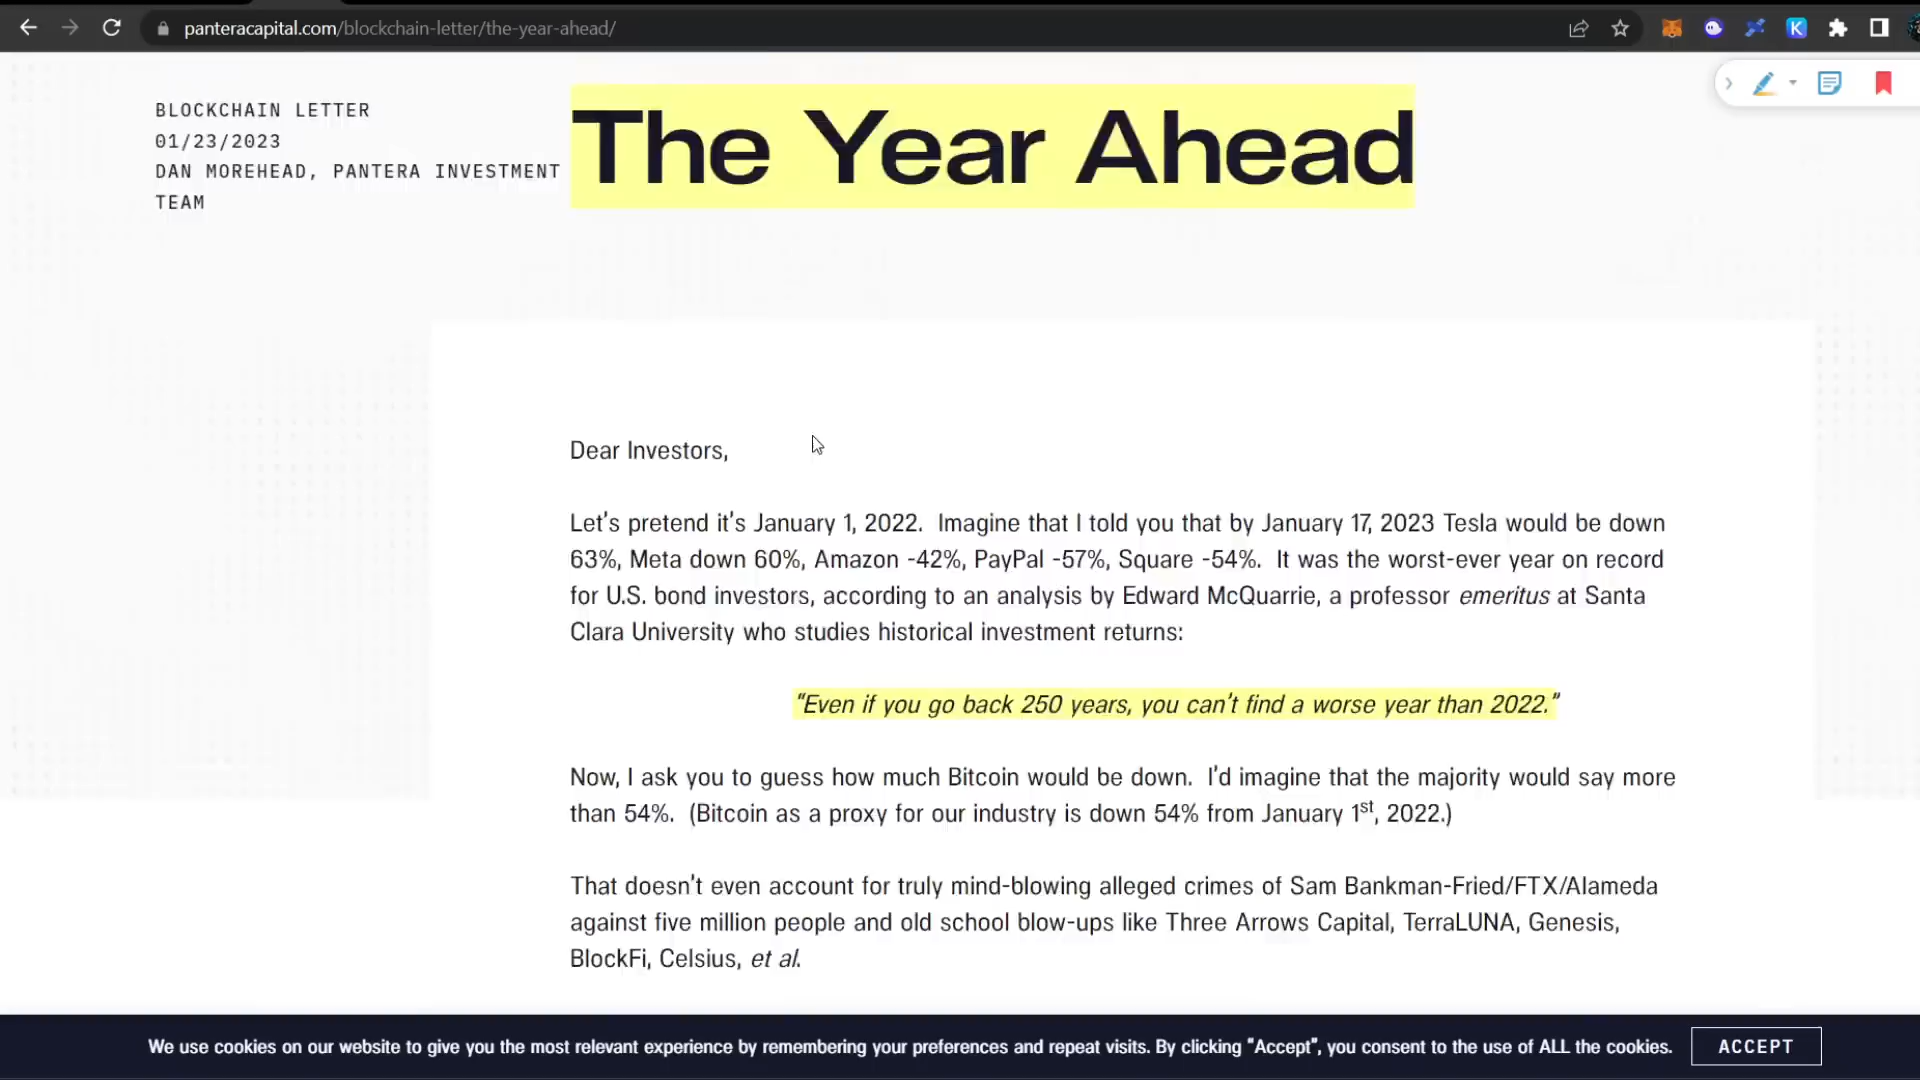 panteracapital.com/blockchain-letter/the-year-ahead/
BLOCKCHAIN LETTER
01/23/2023
DAN MOREHEAD, PANTERA INVESTMENT
TEAM
The Year Ahead
Dear Investors,
Let's pretend it's January 1, 2022.  Imagine that I told you that by January 17, 2023 Tesla would be down
63%, Meta down 60%, Amazon -42%, PayPal -57%, Square -54%.  It was the worst-ever year on record
for U.S. bond investors, according to an analysis by Edward McQuarrie, a professor emeritus at Santa
Clara University who studies historical investment returns:
“Even if you go back 250 years, you can't find a worse year than 2022.”
Now, I ask you to guess how much Bitcoin would be down.  I'd imagine that the majority would say more
than 54%.  (Bitcoin as a proxy for our industry is down 54% from January 1st, 2022.)
That doesn't even account for truly mind-blowing alleged crimes of Sam Bankman-Fried/FTX/Alameda
against five million people and old school blow-ups like Three Arrows Capital, TerraLUNA, Genesis,
BlockFi, Celsius, et al.
We use cookies on our website to give you the most relevant experience by remembering your preferences and repeat visits. By clicking “Accept”, you consent to the use of ALL the cookies.
ACCEPT